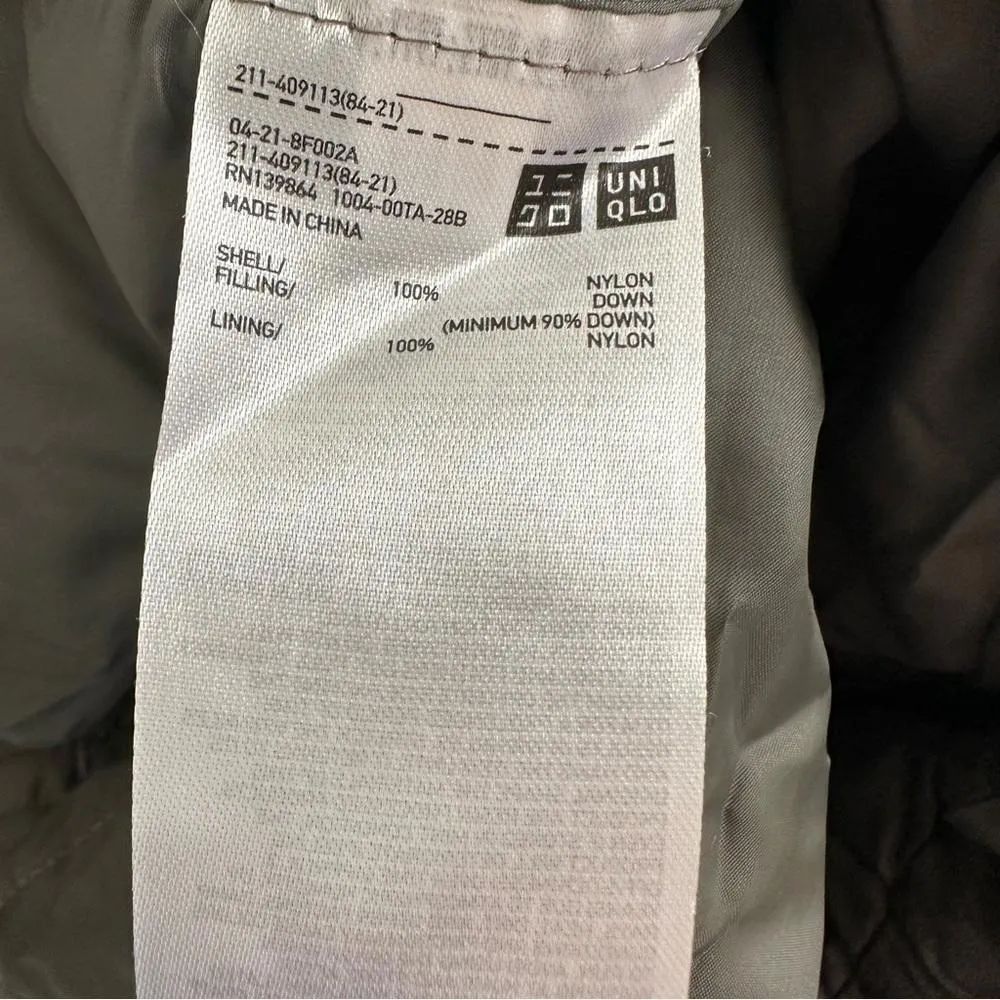 211-409113(84-21)
04-21-8F002A
211-409113(84-21)
RN139864 1004-00TA-28B
MADE IN CHINA
ユニ
クロ
UNI
QLO
SHELL/ 100% NYLON
FILLING/ DOWN
(MINIMUM 90% DOWN)
LINING/ 100% NYLON